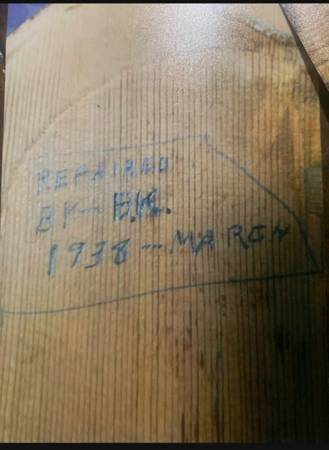 REPAIRED
BY — B.K.
1938 — MARCH